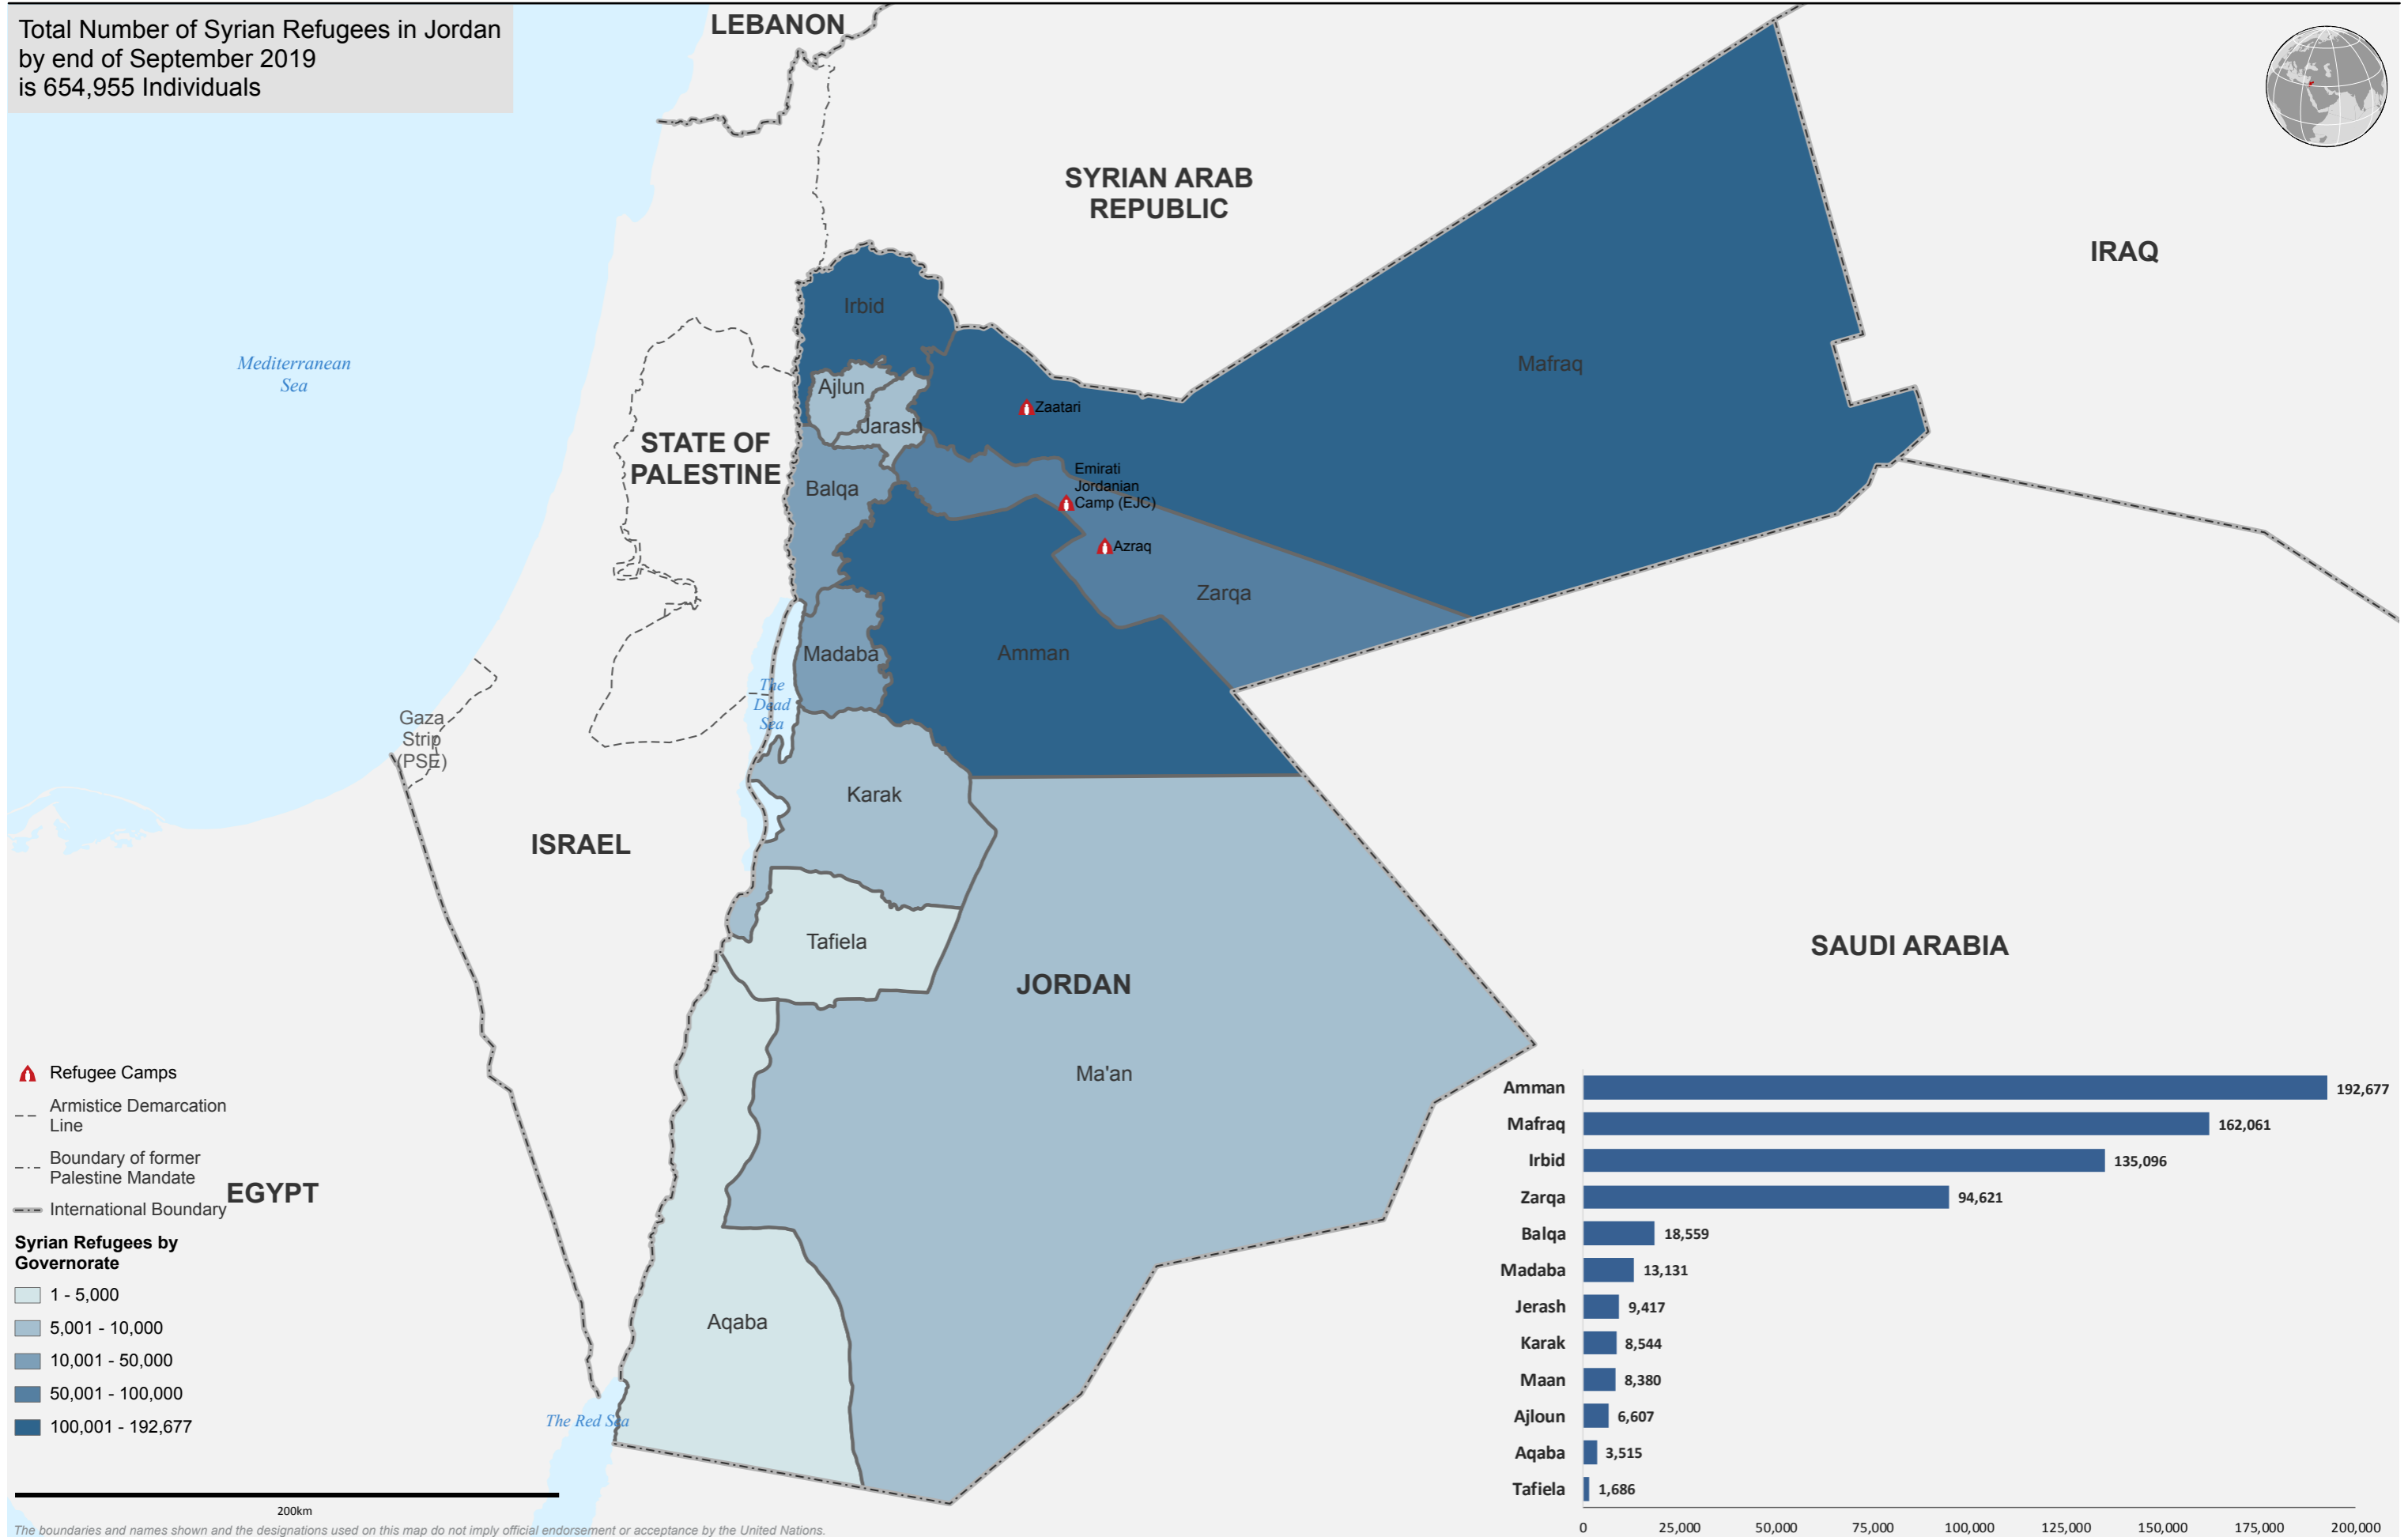 Total Number of Syrian Refugees in Jordan
by end of September 2019
is 654,955 Individuals
LEBANON
SYRIAN ARAB
REPUBLIC
IRAQ
Irbid
Mediterranean
Sea
Mafraq
Ajlun
Zaatari
Jarash
STATE OF
PALESTINE
Emirati
Jordanian
Camp (EJC)
Balqa
Azraq
Zarqa
Madaba
Amman
The
Dead
Sea
Gaza
Strip
(PSE)
Karak
ISRAEL
Tafiela
SAUDI ARABIA
JORDAN
Ma'an
Aqaba
The Red Sea
EGYPT
Refugee Camps
Armistice Demarcation
Line
Boundary of former
Palestine Mandate
International Boundary
Syrian Refugees by
Governorate
1 - 5,000
5,001 - 10,000
10,001 - 50,000
50,001 - 100,000
100,001 - 192,677
200km
The boundaries and names shown and the designations used on this map do not imply official endorsement or acceptance by the United Nations.
Amman 192,677
Mafraq 162,061
Irbid 135,096
Zarqa 94,621
Balqa 18,559
Madaba 13,131
Jerash 9,417
Karak 8,544
Maan 8,380
Ajloun 6,607
Aqaba 3,515
Tafiela 1,686
0 25,000 50,000 75,000 100,000 125,000 150,000 175,000 200,000